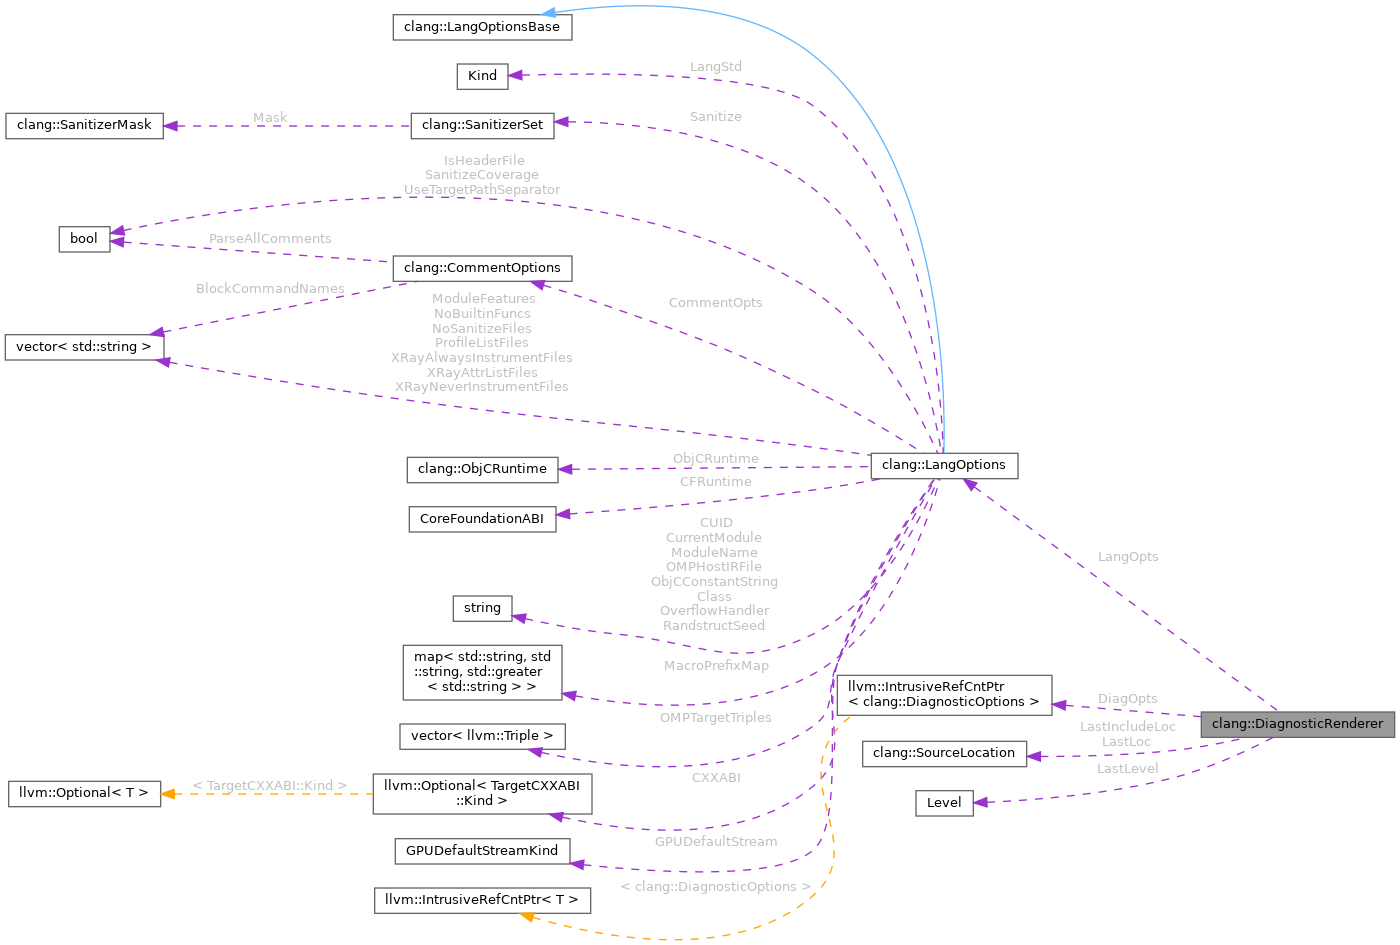 clang::LangOptionsBase
Kind
LangStd
clang::SanitizerMask
Mask
clang::SanitizerSet
Sanitize
IsHeaderFile
SanitizeCoverage
UseTargetPathSeparator
bool
ParseAllComments
clang::CommentOptions
BlockCommandNames
CommentOpts
ModuleFeatures
NoBuiltinFuncs
NoSanitizeFiles
ProfileListFiles
XRayAlwaysInstrumentFiles
XRayAttrListFiles
XRayNeverInstrumentFiles
vector< std::string >
clang::ObjCRuntime
ObjCRuntime
clang::LangOptions
CFRuntime
CoreFoundationABI
CUID
CurrentModule
ModuleName
OMPHostIRFile
ObjCConstantString
Class
OverflowHandler
RandstructSeed
LangOpts
string
map< std::string, std
::string, std::greater
< std::string > >
MacroPrefixMap
llvm::IntrusiveRefCntPtr
< clang::DiagnosticOptions >
DiagOpts
clang::DiagnosticRenderer
OMPTargetTriples
vector< llvm::Triple >
clang::SourceLocation
LastIncludeLoc
LastLoc
LastLevel
CXXABI
llvm::Optional< T >
< TargetCXXABI::Kind >
llvm::Optional< TargetCXXABI
::Kind >
Level
GPUDefaultStream
GPUDefaultStreamKind
< clang::DiagnosticOptions >
llvm::IntrusiveRefCntPtr< T >